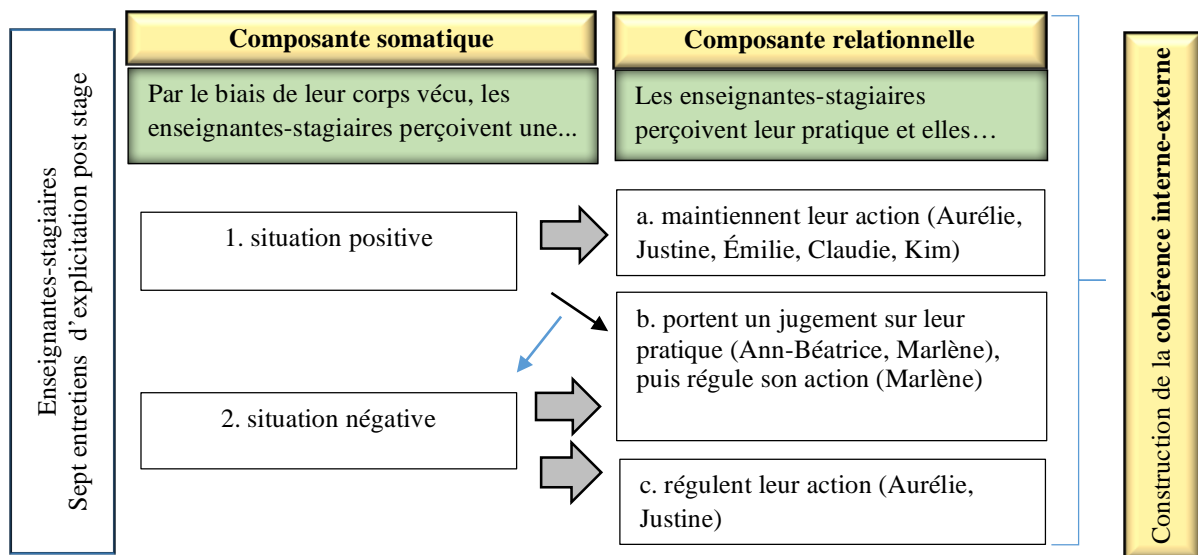 Enseignantes-stagiaires
Sept entretiens d'explicitation post stage
Composante somatique
Par le biais de leur corps vécu, les
enseignantes-stagiaires perçoivent une...
1. situation positive
2. situation négative
Composante relationnelle
Les enseignantes-stagiaires
perçoivent leur pratique et elles…
a. maintiennent leur action (Aurélie,
Justine, Émilie, Claudie, Kim)
b. portent un jugement sur leur
pratique (Ann-Béatrice, Marlène),
puis régule son action (Marlène)
c. régulent leur action (Aurélie,
Justine)
Construction de la cohérence interne-externe